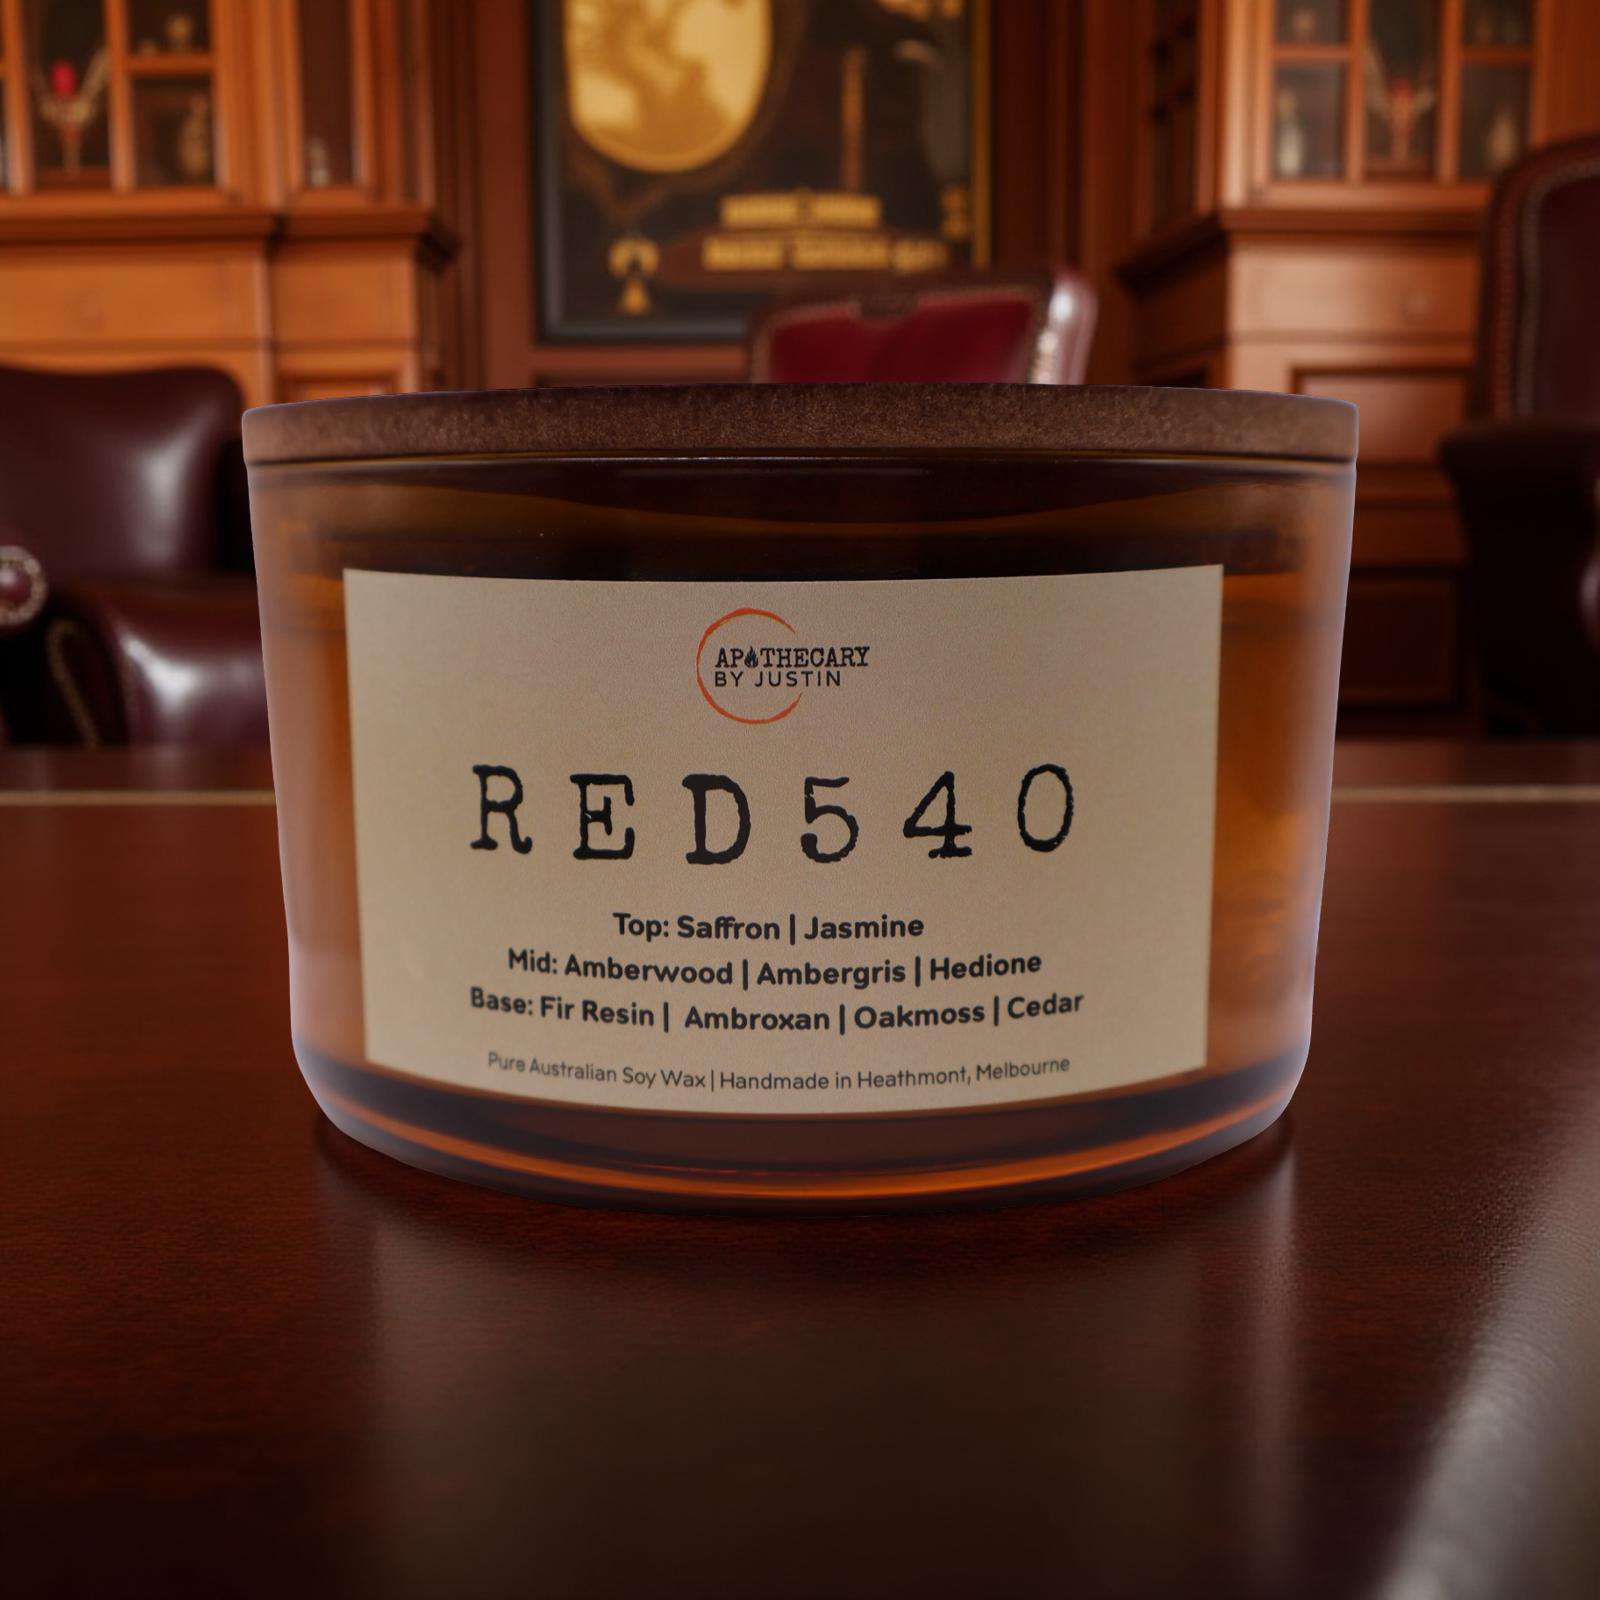 APOTHECARY
BY JUSTIN
RED540
Top: Saffron | Jasmine
Mid: Amberwood | Ambergris | Hedione
Base: Fir Resin | Ambroxan | Oakmoss | Cedar
Pure Australian Soy Wax | Handmade in Heathmont, Melbourne